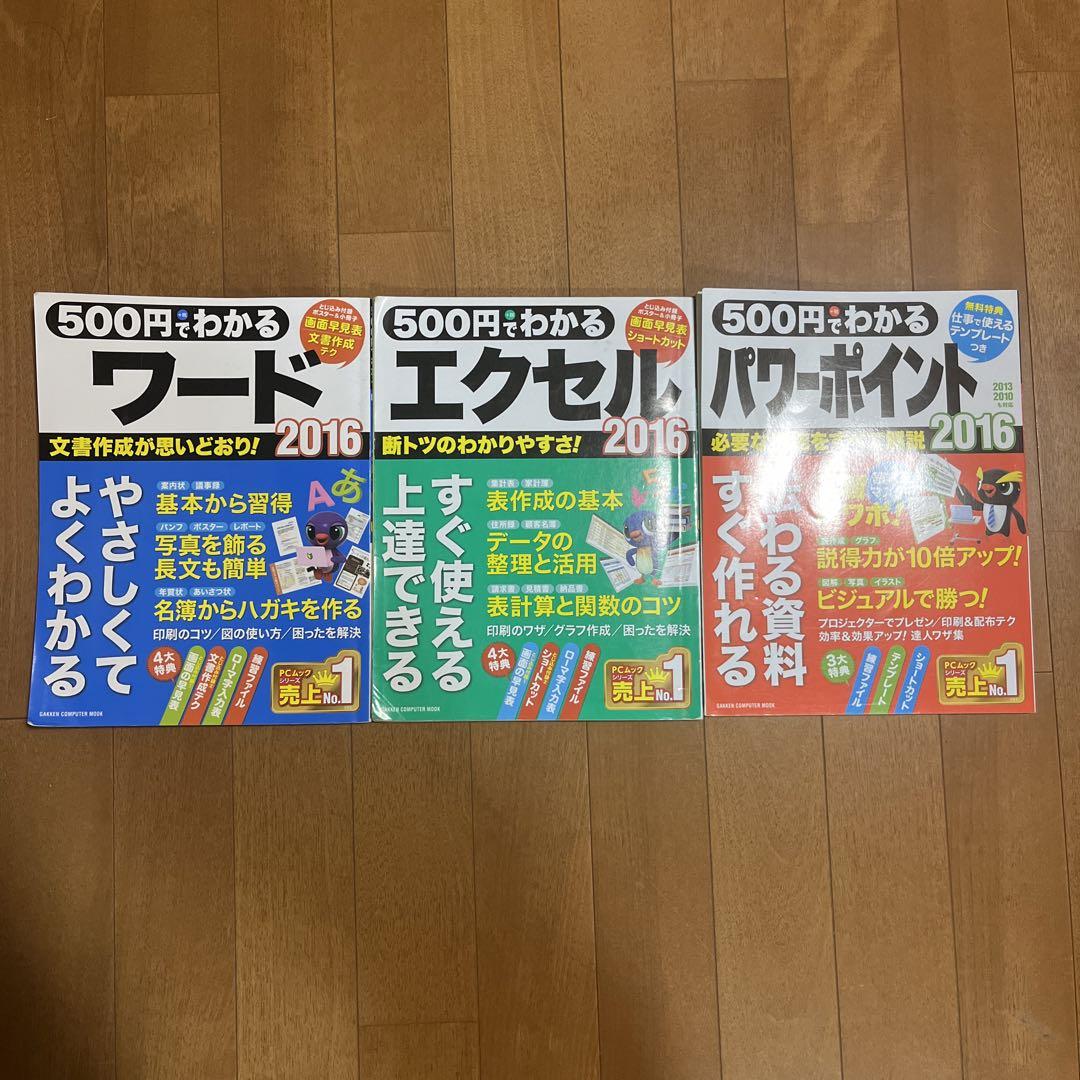 500円+税でわかる
ワード
2016
とじ込み付録
ポスター&小冊子
画面早見表
文書作成
テク
文書作成が思いどおり!
やさしくて
よくわかる
案内状 議事録
基本から習得
パンフ ポスター レポート
写真を飾る
長文も簡単
年賀状 あいさつ状
名簿からハガキを作る
印刷のコツ/図の使い方/困ったを解決
4大特典
画面の早見表
文書作成テク
ローマ字入力表
練習ファイル
PCムック
シリーズ
売上No.1
GAKKEN COMPUTER MOOK
500円+税でわかる
エクセル
2016
とじ込み付録
ポスター&小冊子
画面早見表
ショートカット
断トツのわかりやすさ!
すぐ使える
上達できる
集計表 家計簿
表作成の基本
住所録 顧客名簿
データの
整理と活用
請求書 見積書 納品書
表計算と関数のコツ
印刷のワザ/グラフ作成/困ったを解決
4大特典
画面の早見表
ショートカット
ローマ字入力表
練習ファイル
PCムック
シリーズ
売上No.1
GAKKEN COMPUTER MOOK
500円+税でわかる
パワーポイント
2013
2010
も対応
2016
無料特典
仕事で使える
テンプレート
つき
必要な
解説
わる資料
すぐ作れる
グラフ
説得力が10倍アップ!
図解 写真 イラスト
ビジュアルで勝つ!
プロジェクターでプレゼン/印刷&配布テク
効率&効果アップ!達人ワザ集
3大特典
練習ファイル
テンプレート
ショートカット
PCムック
シリーズ
売上No.1
GAKKEN COMPUTER MOOK